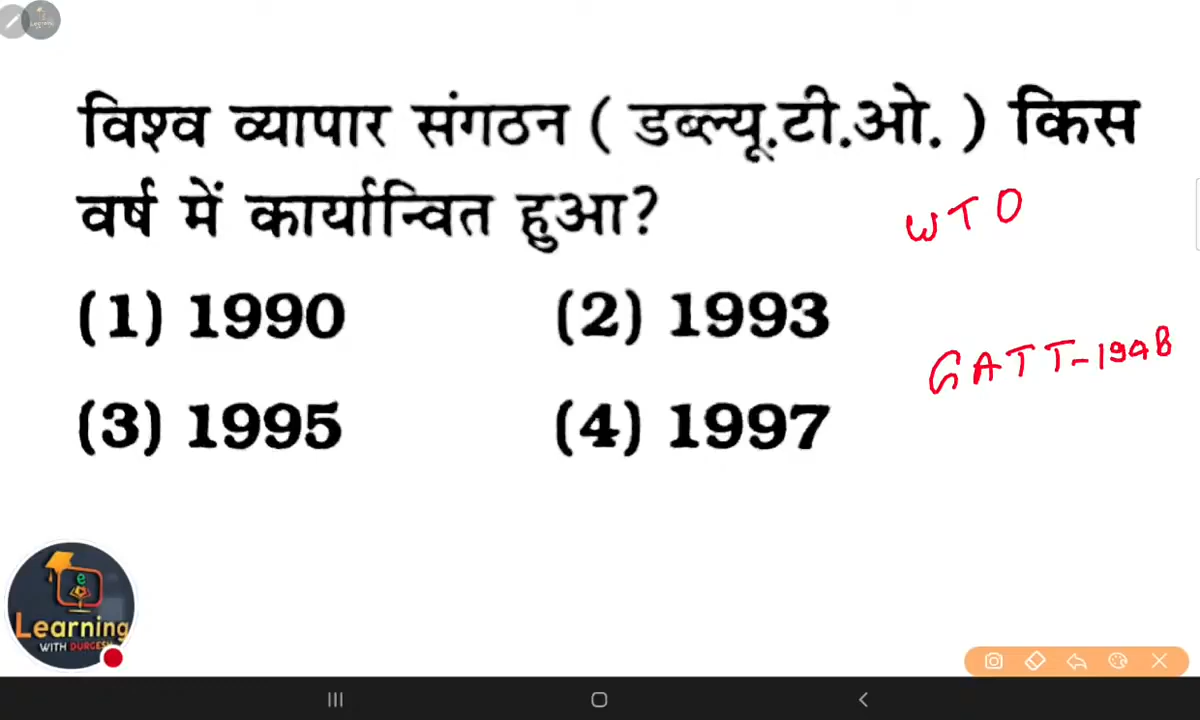 विश्व व्यापार संगठन ( डब्ल्यू.टी.ओ. ) किस
वर्ष में कार्यान्वित हुआ?
WTO
(1) 1990 (2) 1993
GATT-1948
(3) 1995 (4) 1997
e
Learning
WITH DURGESH